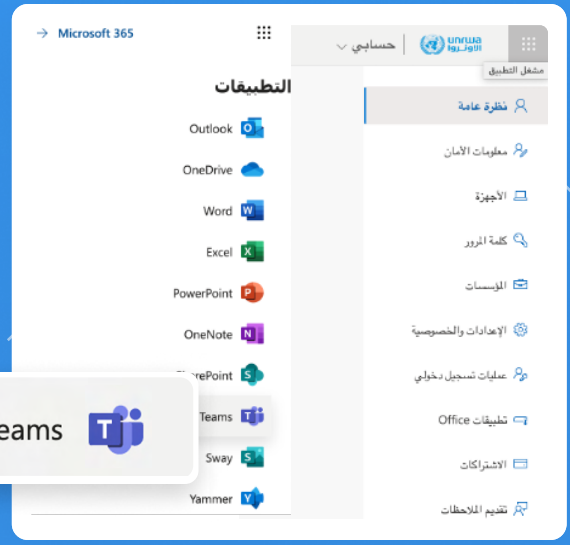 unrwa
الأونروا
حسابي
مشغل التطبيق
نظرة عامة
معلومات الأمان
الأجهزة
كلمة المرور
المؤسسات
الإعدادات والخصوصية
عمليات تسجيل دخولي
تطبيقات Office
الاشتراكات
تقديم الملاحظات
Microsoft 365
التطبيقات
Outlook
OneDrive
Word
Excel
PowerPoint
OneNote
rePoint
Teams
Sway
Yammer
eams